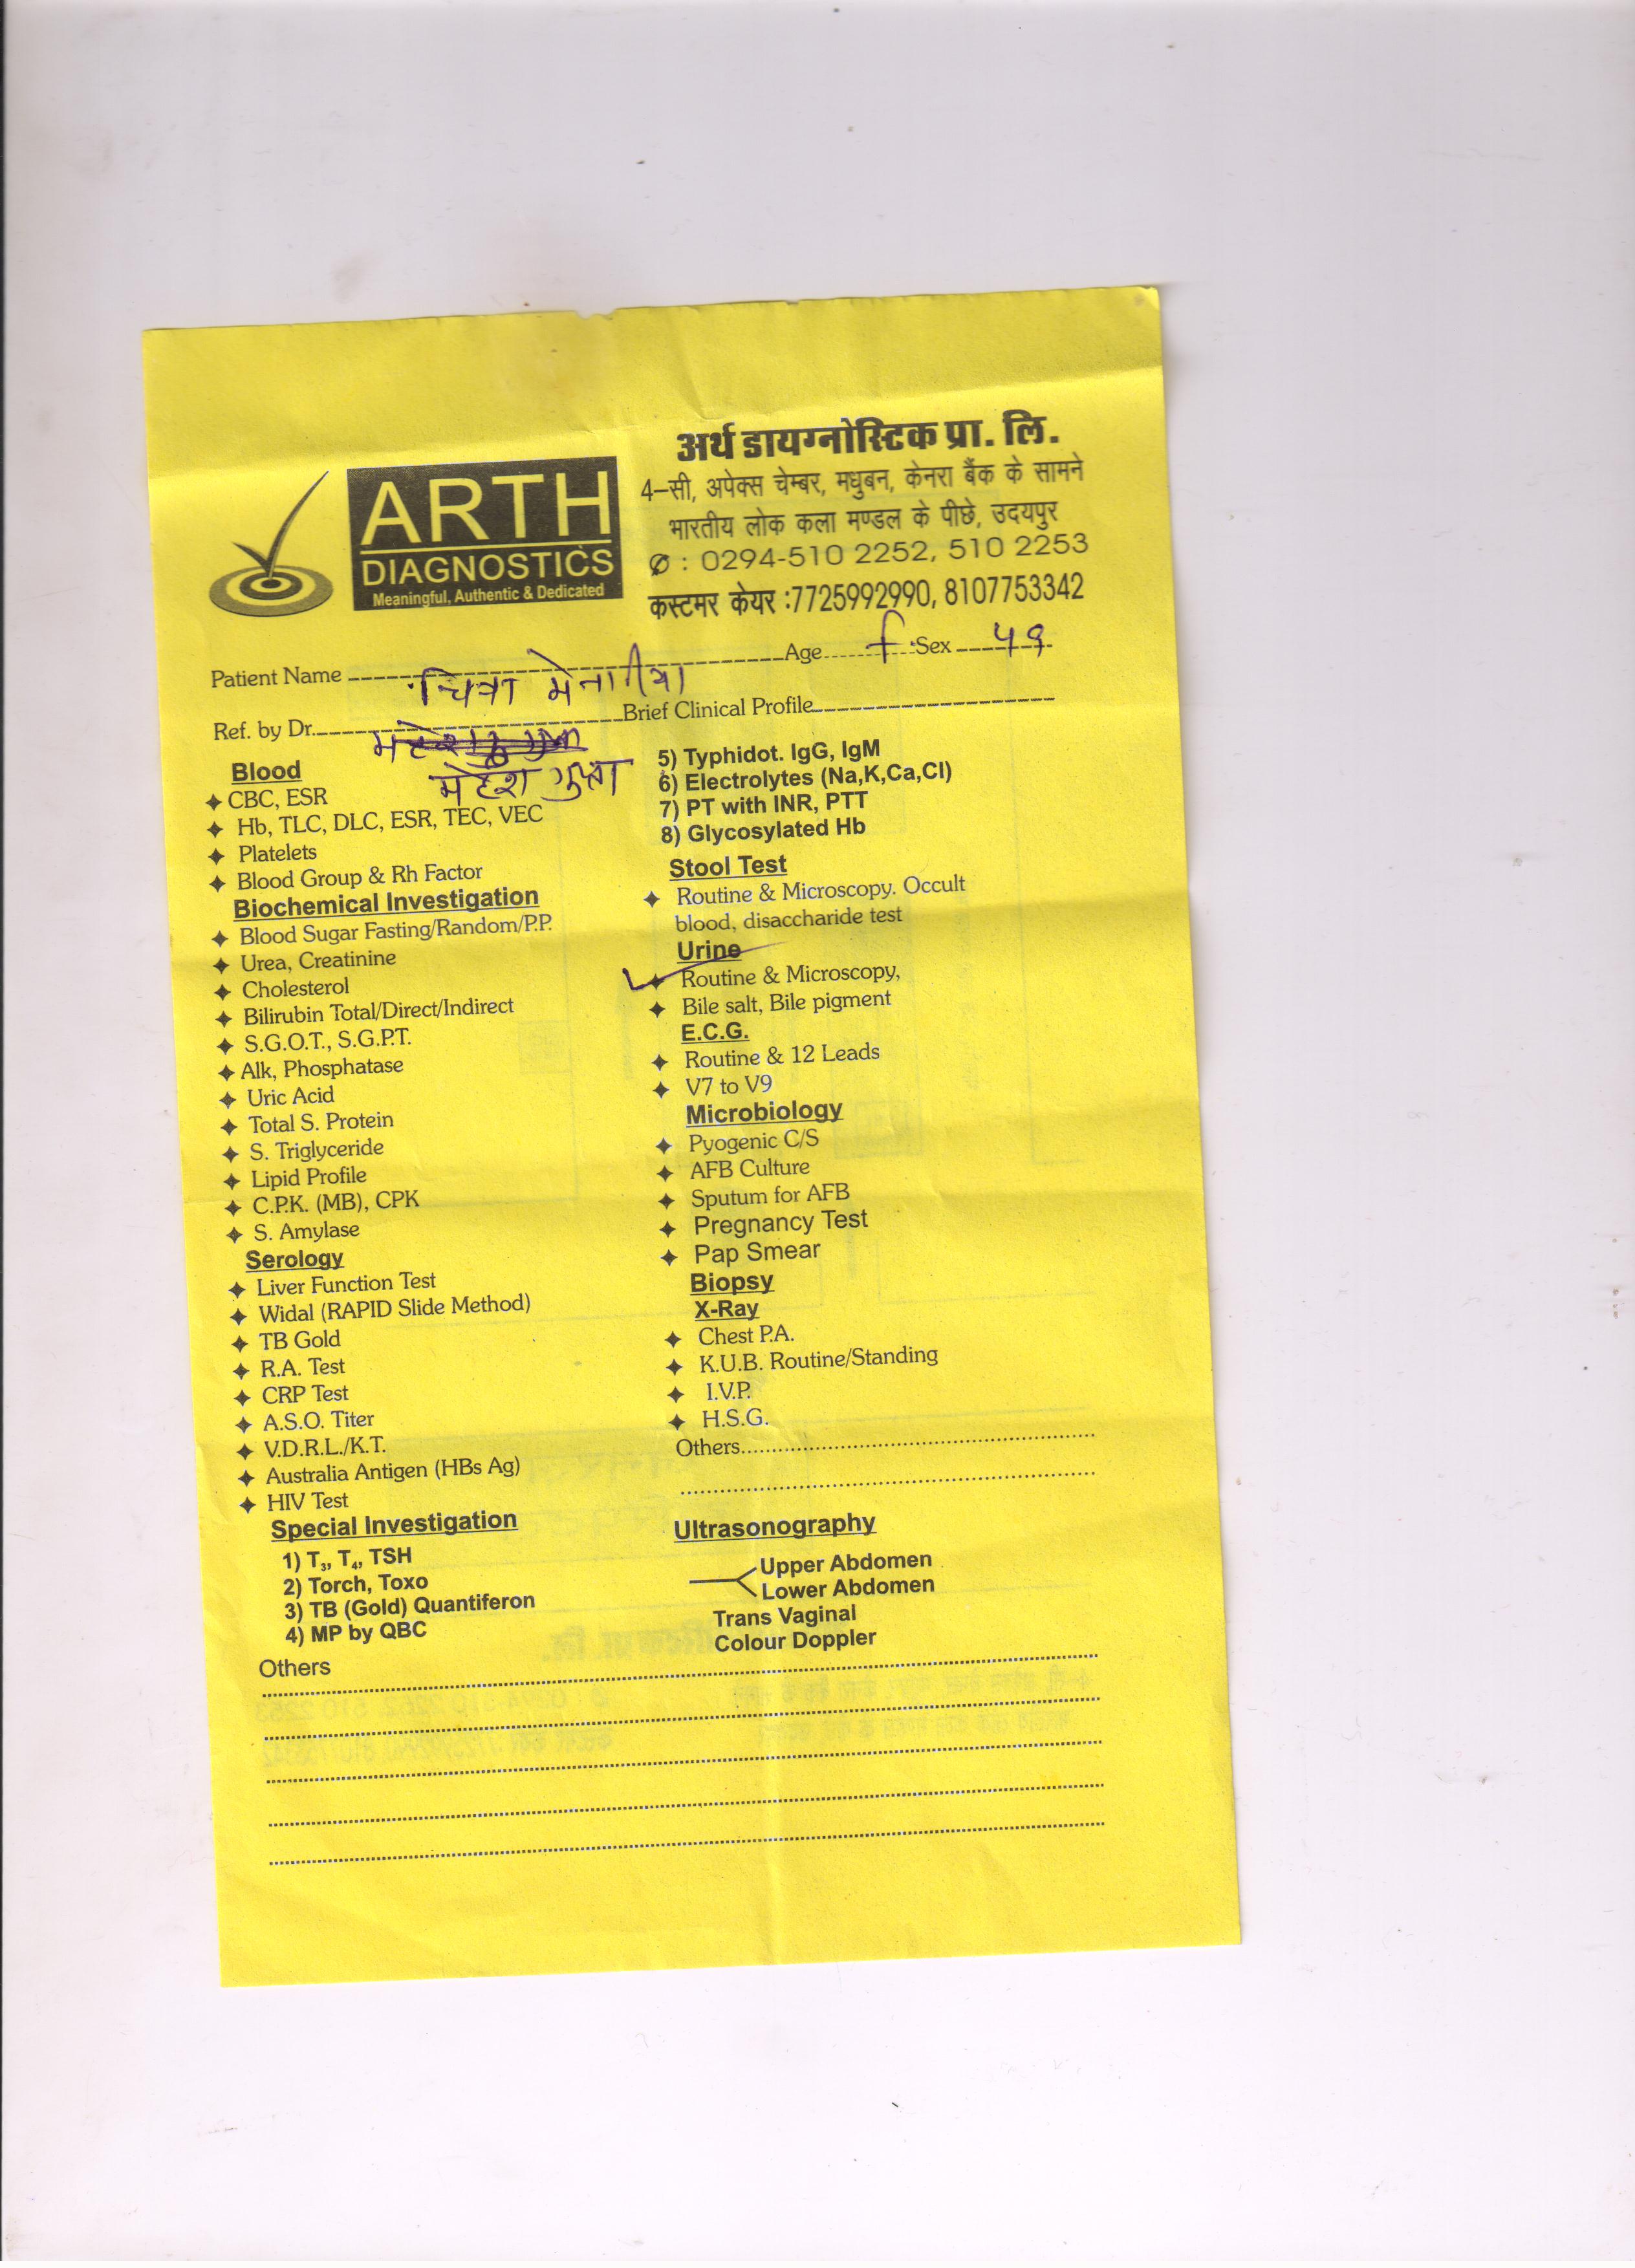 अर्थ डायग्नोस्टिक प्रा. लि.
4-सी, अपेक्स चेम्बर, मधुबन, केनरा बैंक के सामने
भारतीय लोक कला मण्डल के पीछे, उदयपुर
: 0294-510 2252, 510 2253
कस्टमर केयर :7725992990, 8107753342
ARTH
DIAGNOSTICS
Meaningful, Authentic & Dedicated
Patient Name चित्रा मेनारीया Age f Sex 49
Ref. by Dr. महेश गुप्ता Brief Clinical Profile
Blood
CBC, ESR
Hb, TLC, DLC, ESR, TEC, VEC
Platelets
Blood Group & Rh Factor
Biochemical Investigation
Blood Sugar Fasting/Random/P.P.
Urea, Creatinine
Cholesterol
Bilirubin Total/Direct/Indirect
S.G.O.T., S.G.P.T.
Alk, Phosphatase
Uric Acid
Total S. Protein
S. Triglyceride
Lipid Profile
C.P.K. (MB), CPK
S. Amylase
Serology
Liver Function Test
Widal (RAPID Slide Method)
TB Gold
R.A. Test
CRP Test
A.S.O. Titer
V.D.R.L./K.T.
Australia Antigen (HBs Ag)
HIV Test
Special Investigation
1) T3, T4, TSH
2) Torch, Toxo
3) TB (Gold) Quantiferon
4) MP by QBC
5) Typhidot. IgG, IgM
6) Electrolytes (Na,K,Ca,Cl)
7) PT with INR, PTT
8) Glycosylated Hb
Stool Test
Routine & Microscopy. Occult
blood, disaccharide test
Urine
Routine & Microscopy,
Bile salt, Bile pigment
E.C.G.
Routine & 12 Leads
V7 to V9
Microbiology
Pyogenic C/S
AFB Culture
Sputum for AFB
Pregnancy Test
Pap Smear
Biopsy
X-Ray
Chest P.A.
K.U.B. Routine/Standing
I.V.P.
H.S.G.
Others
Ultrasonography
Upper Abdomen
Lower Abdomen
Trans Vaginal
Colour Doppler
Others